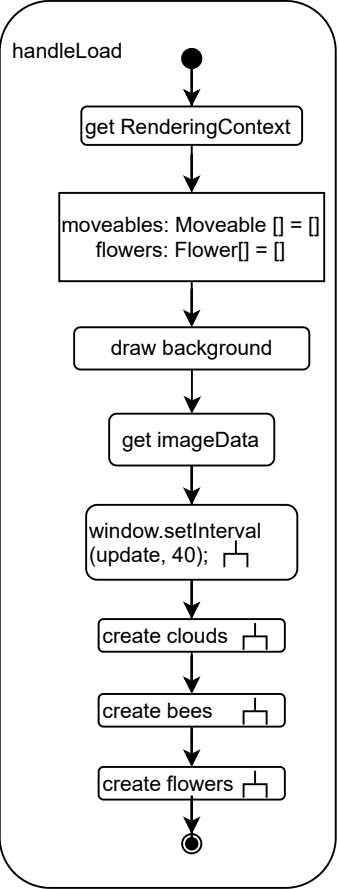 handleLoad
get RenderingContext
moveables: Moveable [] = []
flowers: Flower[] = []
draw background
get imageData
window.setInterval
(update, 40);
create clouds
create bees
create flowers